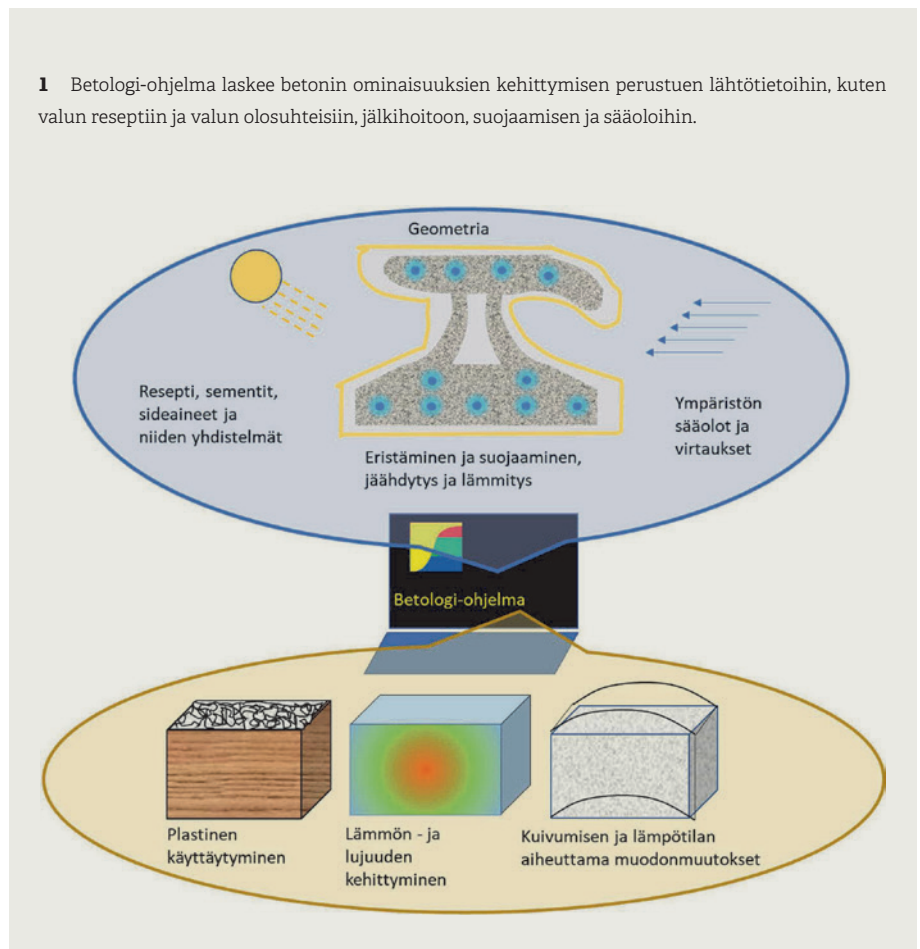 1 Betologi-ohjelma laskee betonin ominaisuuksien kehittymisen perustuen lähtötietoihin, kuten
valun reseptiin ja valun olosuhteisiin, jälkihoitoon, suojaamisen ja sääoloihin.
Geometria
Resepti, sementit,
sideaineet ja
niiden yhdistelmät
Eristäminen ja suojaaminen,
jäähdytys ja lämmitys
Ympäristön
sääolot ja
virtaukset
Betologi-ohjelma
Plastinen
käyttäytyminen
Lämmön - ja
lujuuden
kehittyminen
Kuivumisen ja lämpötilan
aiheuttama muodonmuutokset